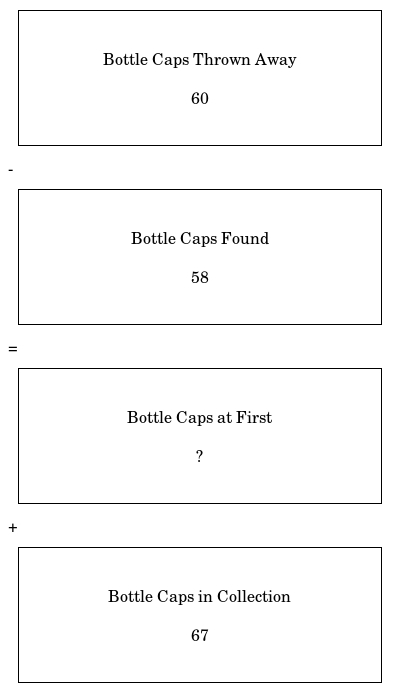 Bottle Caps Thrown Away
60
-
Bottle Caps Found
58
=
Bottle Caps at First
?
+
Bottle Caps in Collection
67